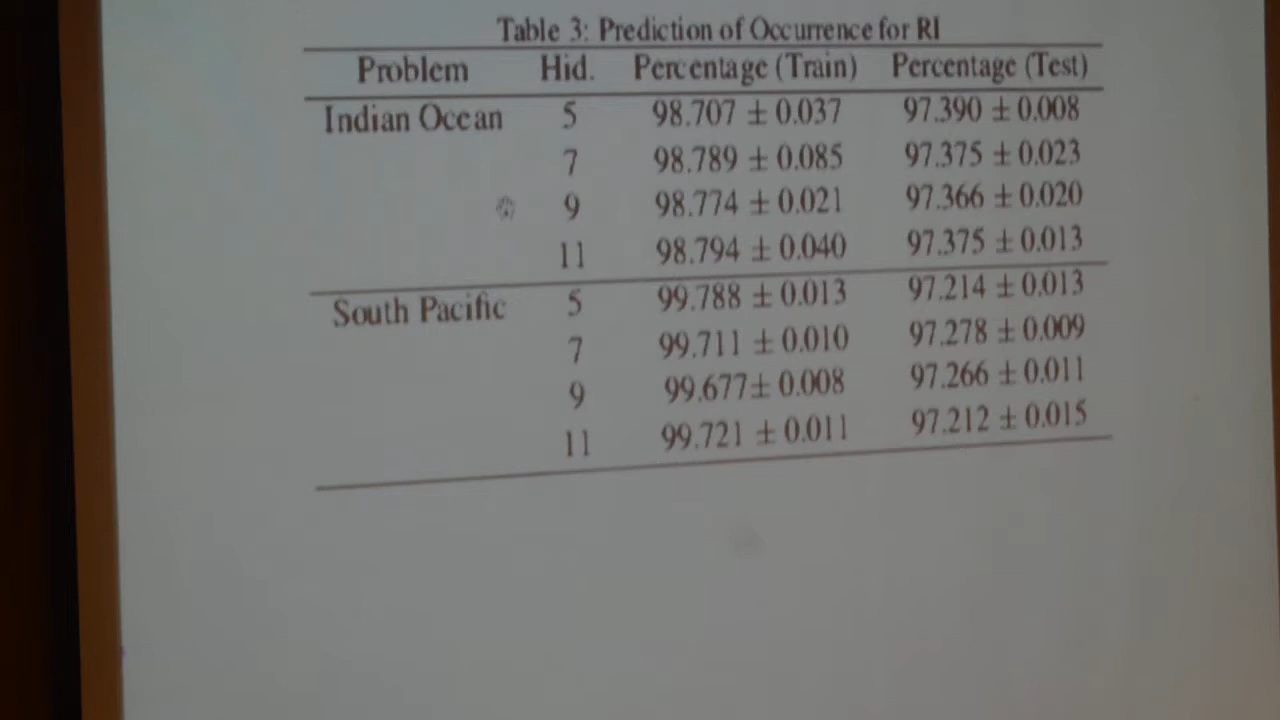 Table 3: Prediction of Occurrence for RI
Problem Hid. Percentage (Train) Percentage (Test)
Indian Ocean 5 98.707 ± 0.037 97.390 ± 0.008
7 98.789 ± 0.085 97.375 ± 0.023
9 98.774 ± 0.021 97.366 ± 0.020
11 98.794 ± 0.040 97.375 ± 0.013
South Pacific 5 99.788 ± 0.013 97.214 ± 0.013
7 99.711 ± 0.010 97.278 ± 0.009
9 99.677± 0.008 97.266 ± 0.011
11 99.721 ± 0.011 97.212 ± 0.015